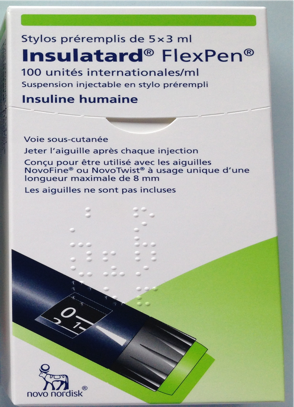 Stylos préremplis de 5×3 ml
Insulatard® FlexPen®
100 unités internationales/ml
Suspension injectable en stylo prérempli
Insuline humaine
Voie sous-cutanée
Jeter l'aiguille après chaque injection
Conçu pour être utilisé avec les aiguilles
NovoFine® ou NovoTwist® à usage unique d'une
longueur maximale de 8 mm
Les aiguilles ne sont pas incluses
0
2
1
novo nordisk®